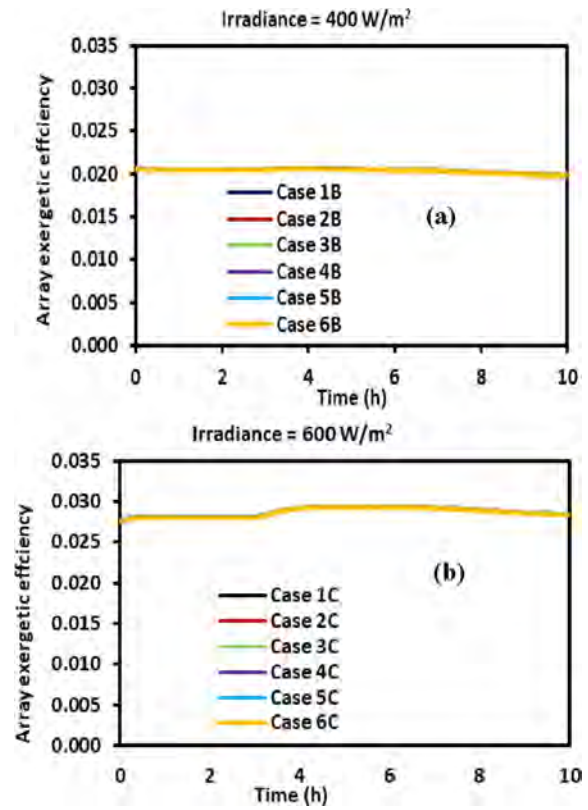 Irradiance = 400 W/m²
Array exergetic effciency
0.035
0.030
0.025
0.020
0.015
0.010
0.005
0.000
Case 1B
Case 2B
Case 3B
Case 4B
Case 5B
Case 6B
(a)
0 2 4 6 8 10
Time (h)
Irradiance = 600 W/m²
Array exergetic effciency
0.035
0.030
0.025
0.020
0.015
0.010
0.005
0.000
(b)
Case 1C
Case 2C
Case 3C
Case 4C
Case 5C
Case 6C
0 2 4 6 8 10
Time (h)